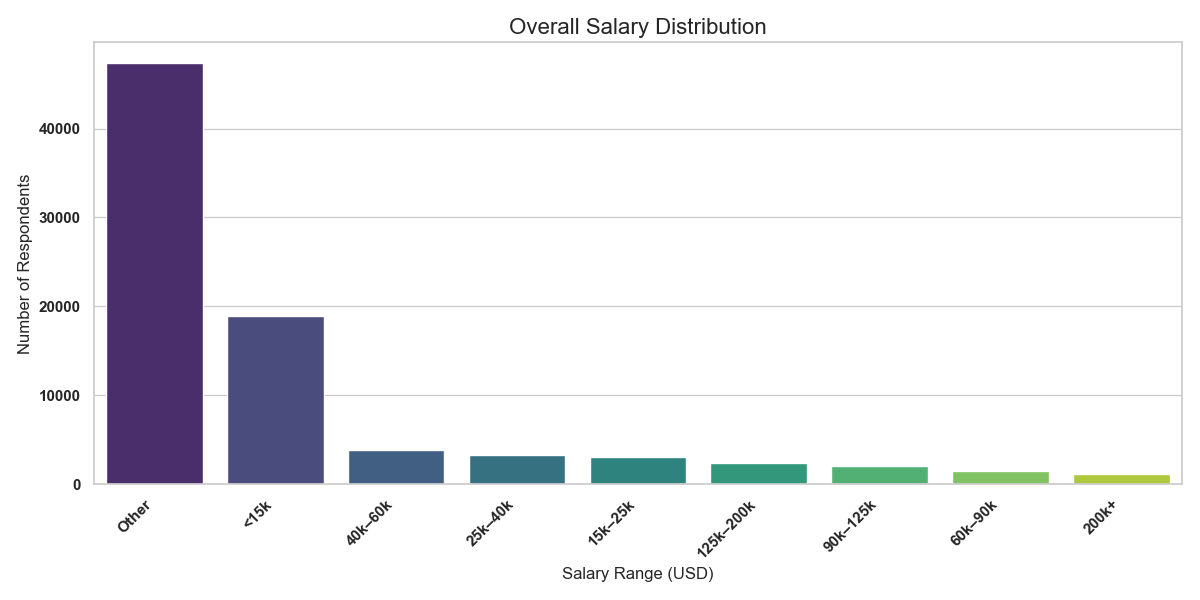 Overall Salary Distribution
Number of Respondents
40000
30000
20000
10000
0
Other
<15k
40k–60k
25k–40k
15k–25k
125k–200k
90k–125k
60k–90k
200k+
Salary Range (USD)